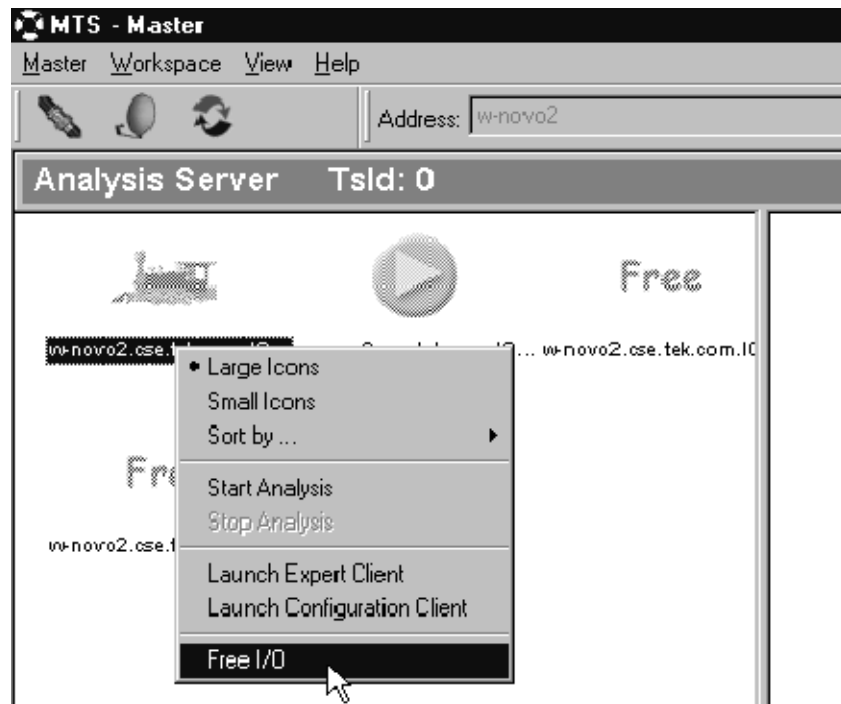 MTS - Master
Master Workspace View Help
Address: w-novo2
Analysis Server TsId: 0
Free
w-novo2.cse.t
... w-novo2.cse.tek.com.IO
Large Icons
Small Icons
Sort by ...
Fre
Start Analysis
Stop Analysis
w-novo2.cse.t
Launch Expert Client
Launch Configuration Client
Free I/O